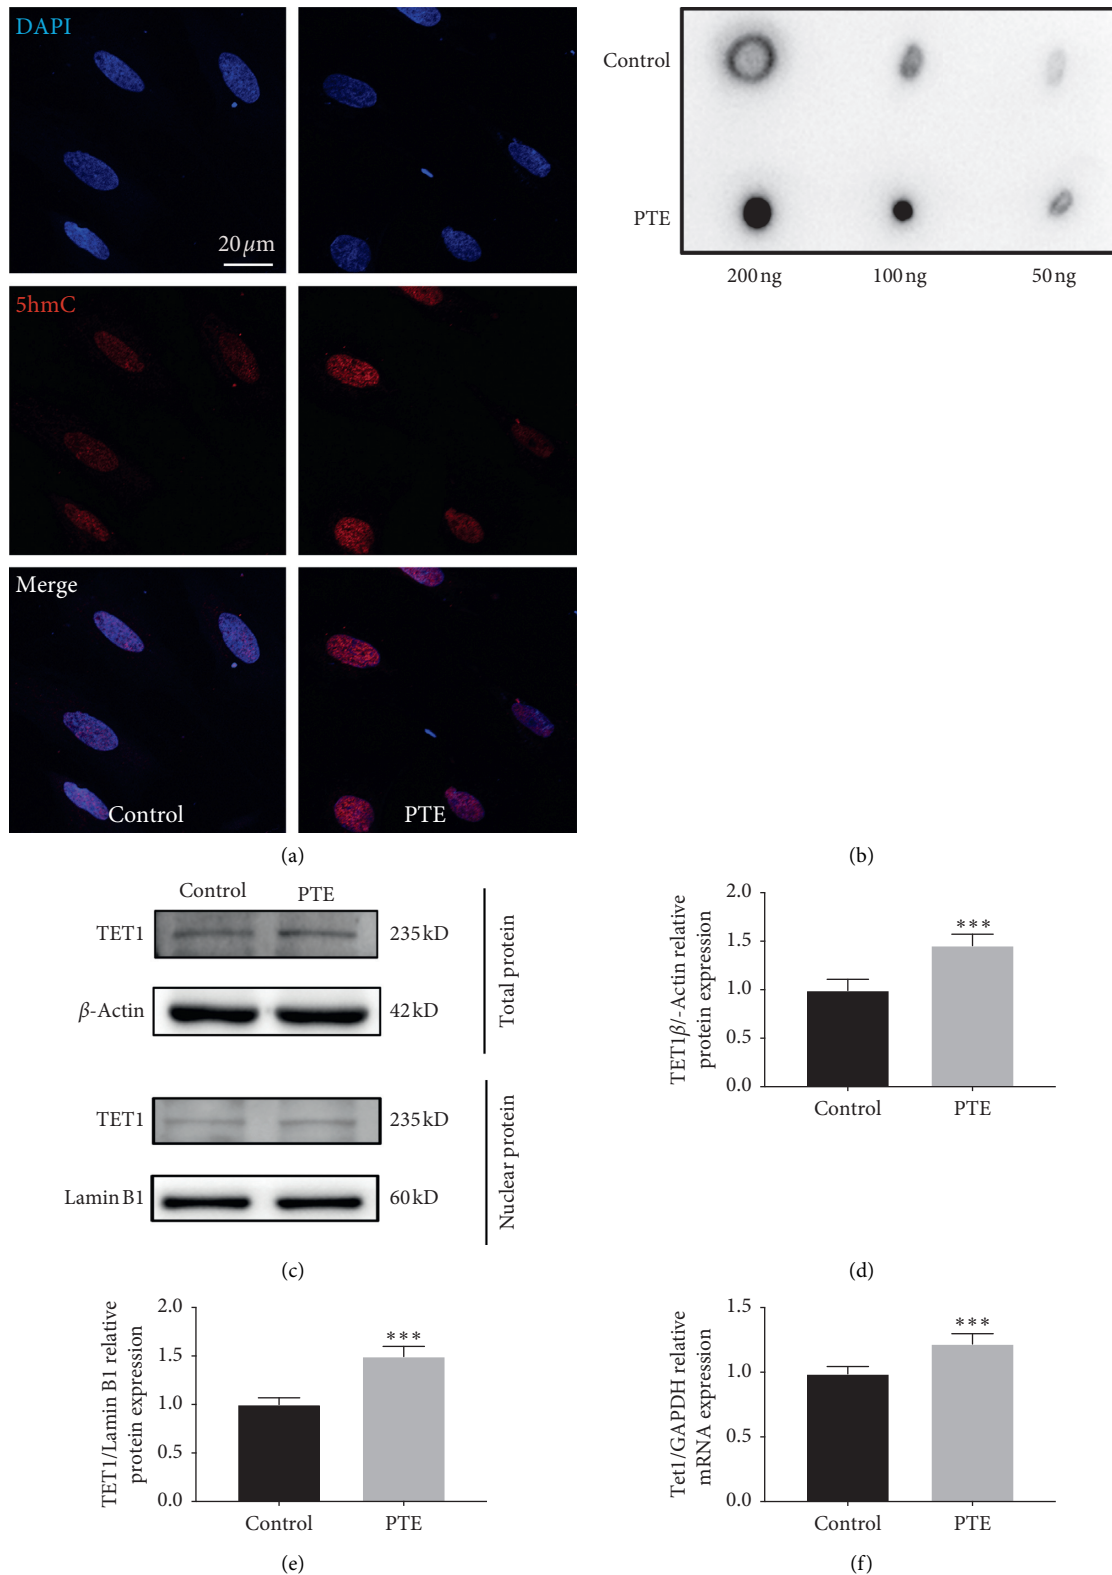 DAPI
20 μm
5hmC
Merge
Control
PTE
(a)
Control
PTE
200 ng
100 ng
50 ng
(b)
Control
PTE
TET1
235 kD
β-Actin
42 kD
Total protein
TET1
235 kD
Lamin B1
60 kD
Nuclear protein
(c)
TET1β/-Actin relative
protein expression
2.0
1.5
1.0
0.5
0.0
***
Control
PTE
(d)
TET1/Lamin B1 relative
protein expression
2.0
1.5
1.0
0.5
0.0
***
Control
PTE
(e)
Tet1/GAPDH relative
mRNA expression
1.5
1.0
0.5
0.0
***
Control
PTE
(f)